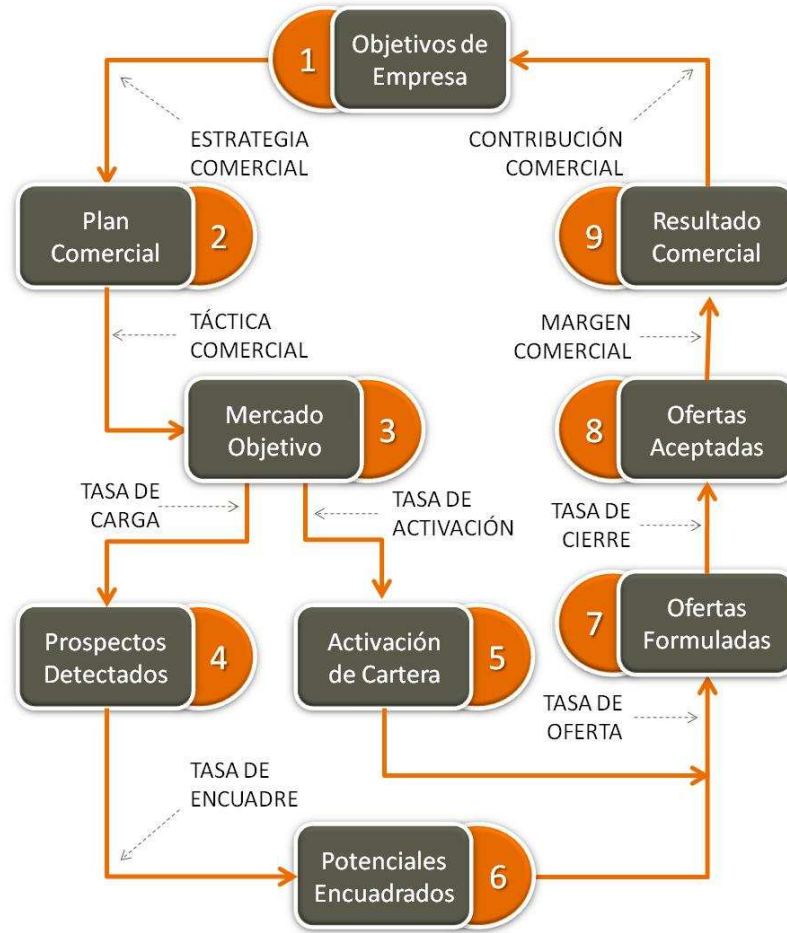 1
Objetivos de
Empresa
ESTRATEGIA
COMERCIAL
CONTRIBUCIÓN
COMERCIAL
Plan
Comercial
2
9
Resultado
Comercial
TÁCTICA
COMERCIAL
MARGEN
COMERCIAL
Mercado
Objetivo
3
8
Ofertas
Aceptadas
TASA DE
CARGA
TASA DE
ACTIVACIÓN
TASA DE
CIERRE
Prospectos
Detectados
4
Activación
de Cartera
5
7
Ofertas
Formuladas
TASA DE
OFERTA
TASA DE
ENCUADRE
Potenciales
Encuadrados
6